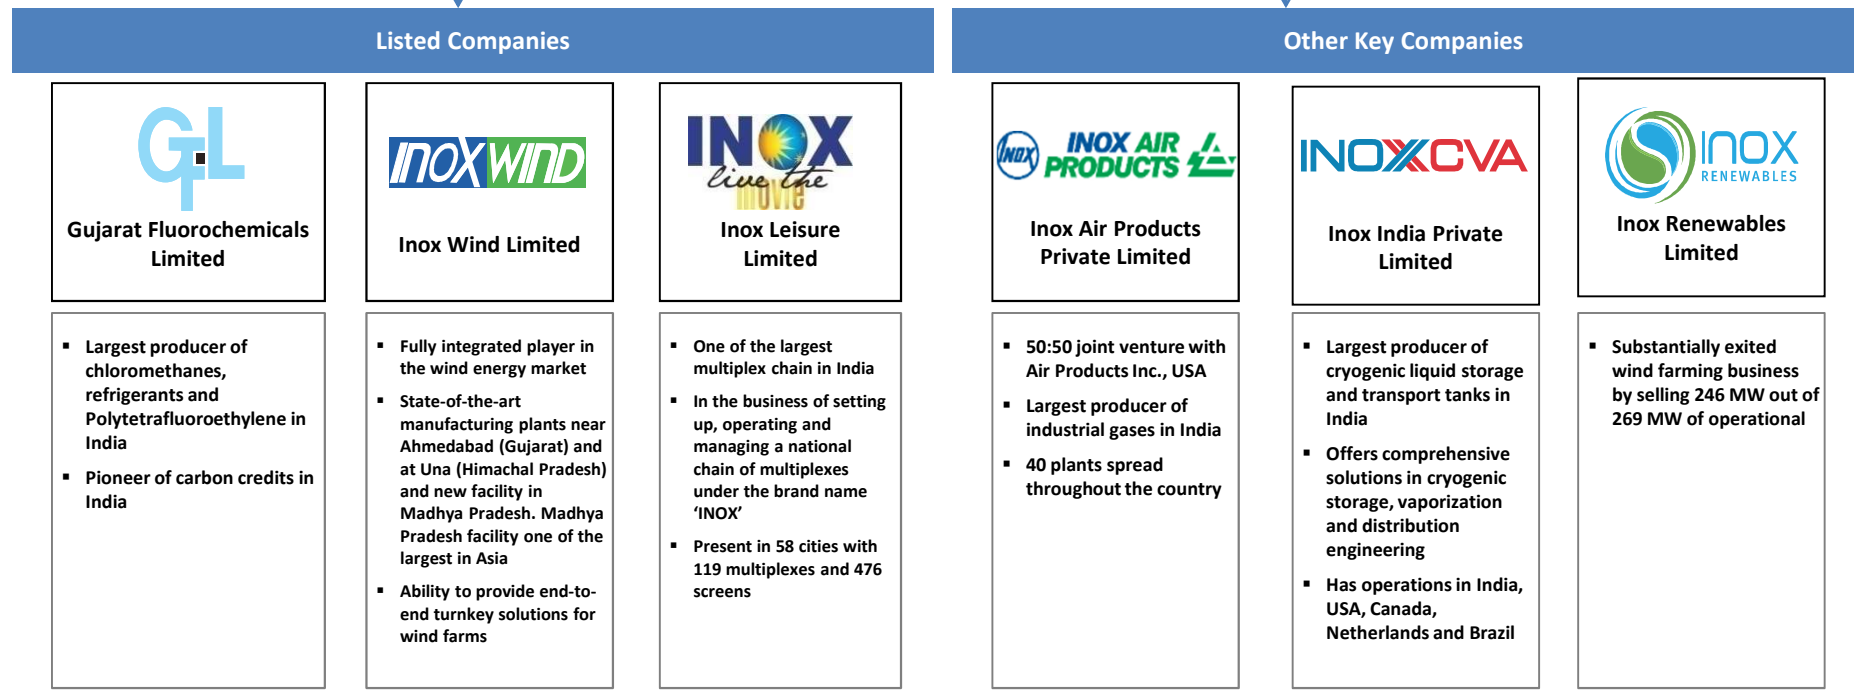 Listed Companies
Other Key Companies
GFL
Gujarat Fluorochemicals
Limited
INOX WIND
Inox Wind Limited
INOX
live the
movie
Inox Leisure
Limited
INOX
INOX AIR
PRODUCTS
Inox Air Products
Private Limited
INOXCVA
Inox India Private
Limited
INOX
RENEWABLES
Inox Renewables
Limited
▪ Largest producer of
chloromethanes,
refrigerants and
Polytetrafluoroethylene in
India
▪ Pioneer of carbon credits in
India
▪ Fully integrated player in
the wind energy market
▪ State-of-the-art
manufacturing plants near
Ahmedabad (Gujarat) and
at Una (Himachal Pradesh)
and new facility in
Madhya Pradesh. Madhya
Pradesh facility one of the
largest in Asia
▪ Ability to provide end-to-
end turnkey solutions for
wind farms
▪ One of the largest
multiplex chain in India
▪ In the business of setting
up, operating and
managing a national
chain of multiplexes
under the brand name
‘INOX’
▪ Present in 58 cities with
119 multiplexes and 476
screens
▪ 50:50 joint venture with
Air Products Inc., USA
▪ Largest producer of
industrial gases in India
▪ 40 plants spread
throughout the country
▪ Largest producer of
cryogenic liquid storage
and transport tanks in
India
▪ Offers comprehensive
solutions in cryogenic
storage, vaporization
and distribution
engineering
▪ Has operations in India,
USA, Canada,
Netherlands and Brazil
▪ Substantially exited
wind farming business
by selling 246 MW out of
269 MW of operational